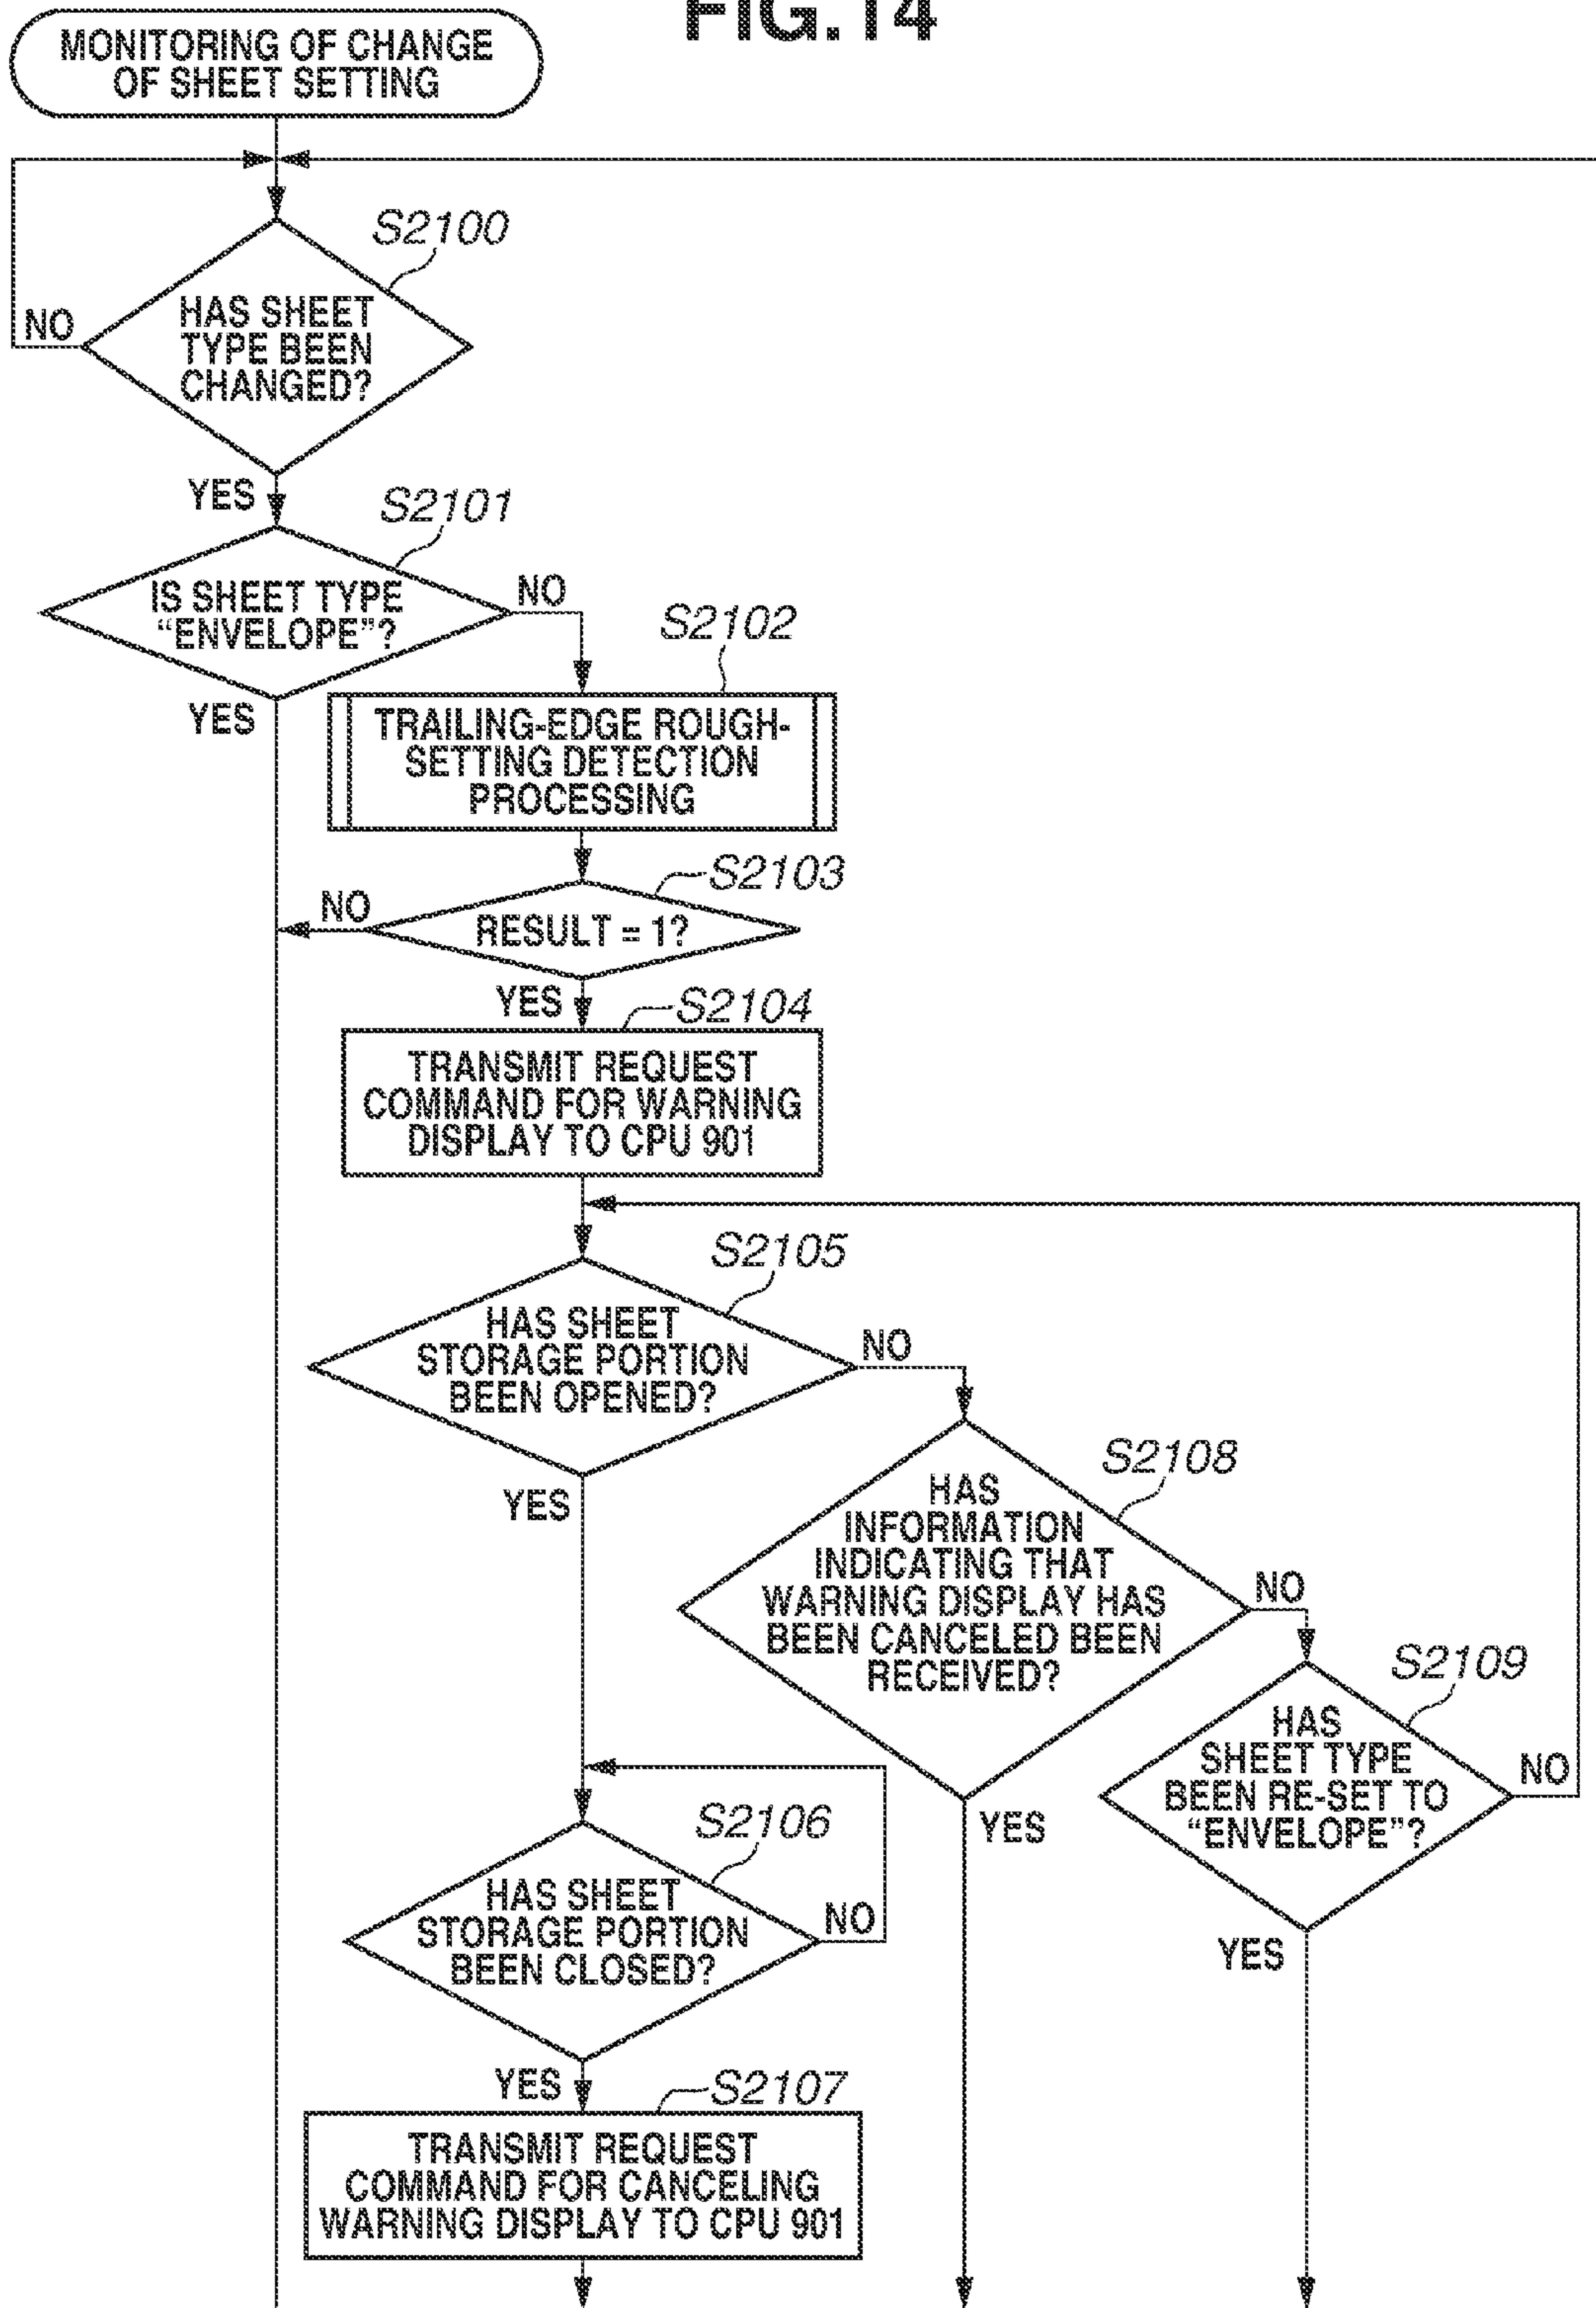 FIG.14
MONITORING OF CHANGE
OF SHEET SETTING
S2100
HAS SHEET
TYPE BEEN
CHANGED?
NO
YES
S2101
IS SHEET TYPE
“ENVELOPE”?
NO
YES
S2102
TRAILING-EDGE ROUGH-
SETTING DETECTION
PROCESSING
S2103
RESULT = 1?
NO
YES
S2104
TRANSMIT REQUEST
COMMAND FOR WARNING
DISPLAY TO CPU 901
S2105
HAS SHEET
STORAGE PORTION
BEEN OPENED?
NO
YES
S2108
HAS
INFORMATION
INDICATING THAT
WARNING DISPLAY HAS
BEEN CANCELED BEEN
RECEIVED?
NO
YES
S2109
HAS
SHEET TYPE
BEEN RE-SET TO
“ENVELOPE”?
NO
YES
S2106
HAS SHEET
STORAGE PORTION
BEEN CLOSED?
NO
YES
S2107
TRANSMIT REQUEST
COMMAND FOR CANCELING
WARNING DISPLAY TO CPU 901